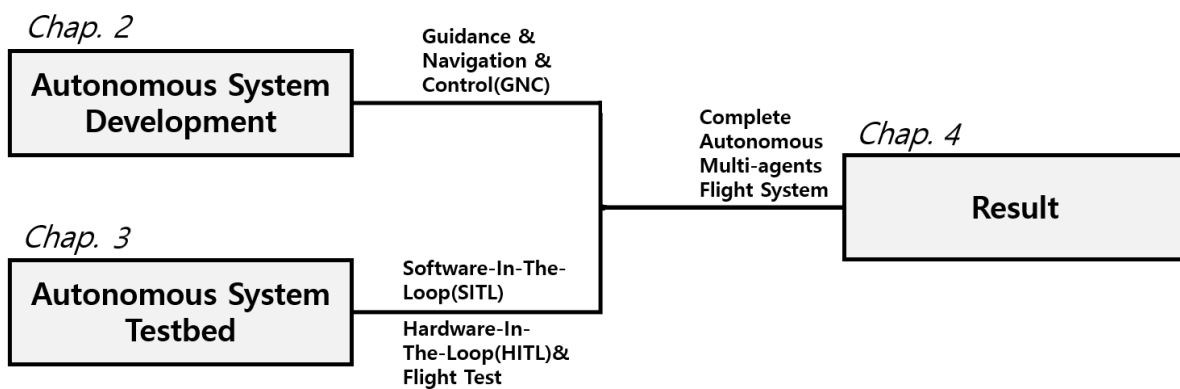 Chap. 2
Autonomous System
Development
Guidance &
Navigation &
Control(GNC)
Chap. 3
Autonomous System
Testbed
Software-In-The-
Loop(SITL)
Hardware-In-
The-Loop(HITL)&
Flight Test
Complete
Autonomous
Multi-agents
Flight System
Chap. 4
Result